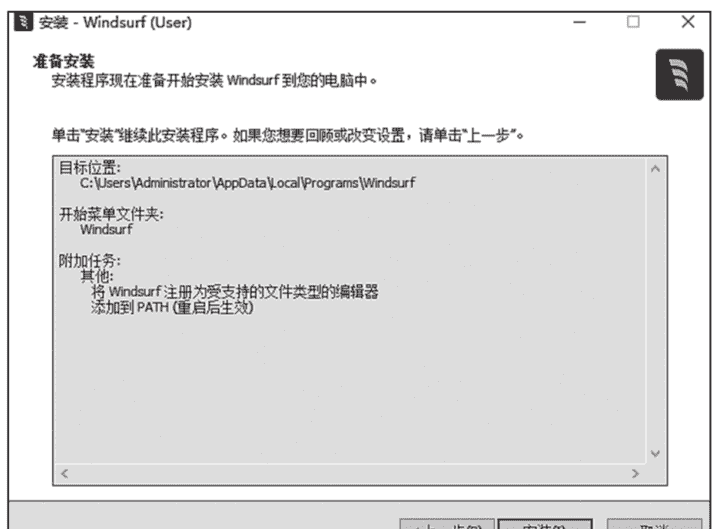 安装 - Windsurf (User)
准备安装
安装程序现在准备开始安装 Windsurf 到您的电脑中。
单击“安装”继续此安装程序。如果您想要回顾或改变设置，请单击“上一步”。
目标位置:
C:\Users\Administrator\AppData\Local\Programs\Windsurf
开始菜单文件夹:
Windsurf
附加任务:
其他:
将 Windsurf 注册为受支持的文件类型的编辑器
添加到 PATH (重启后生效)